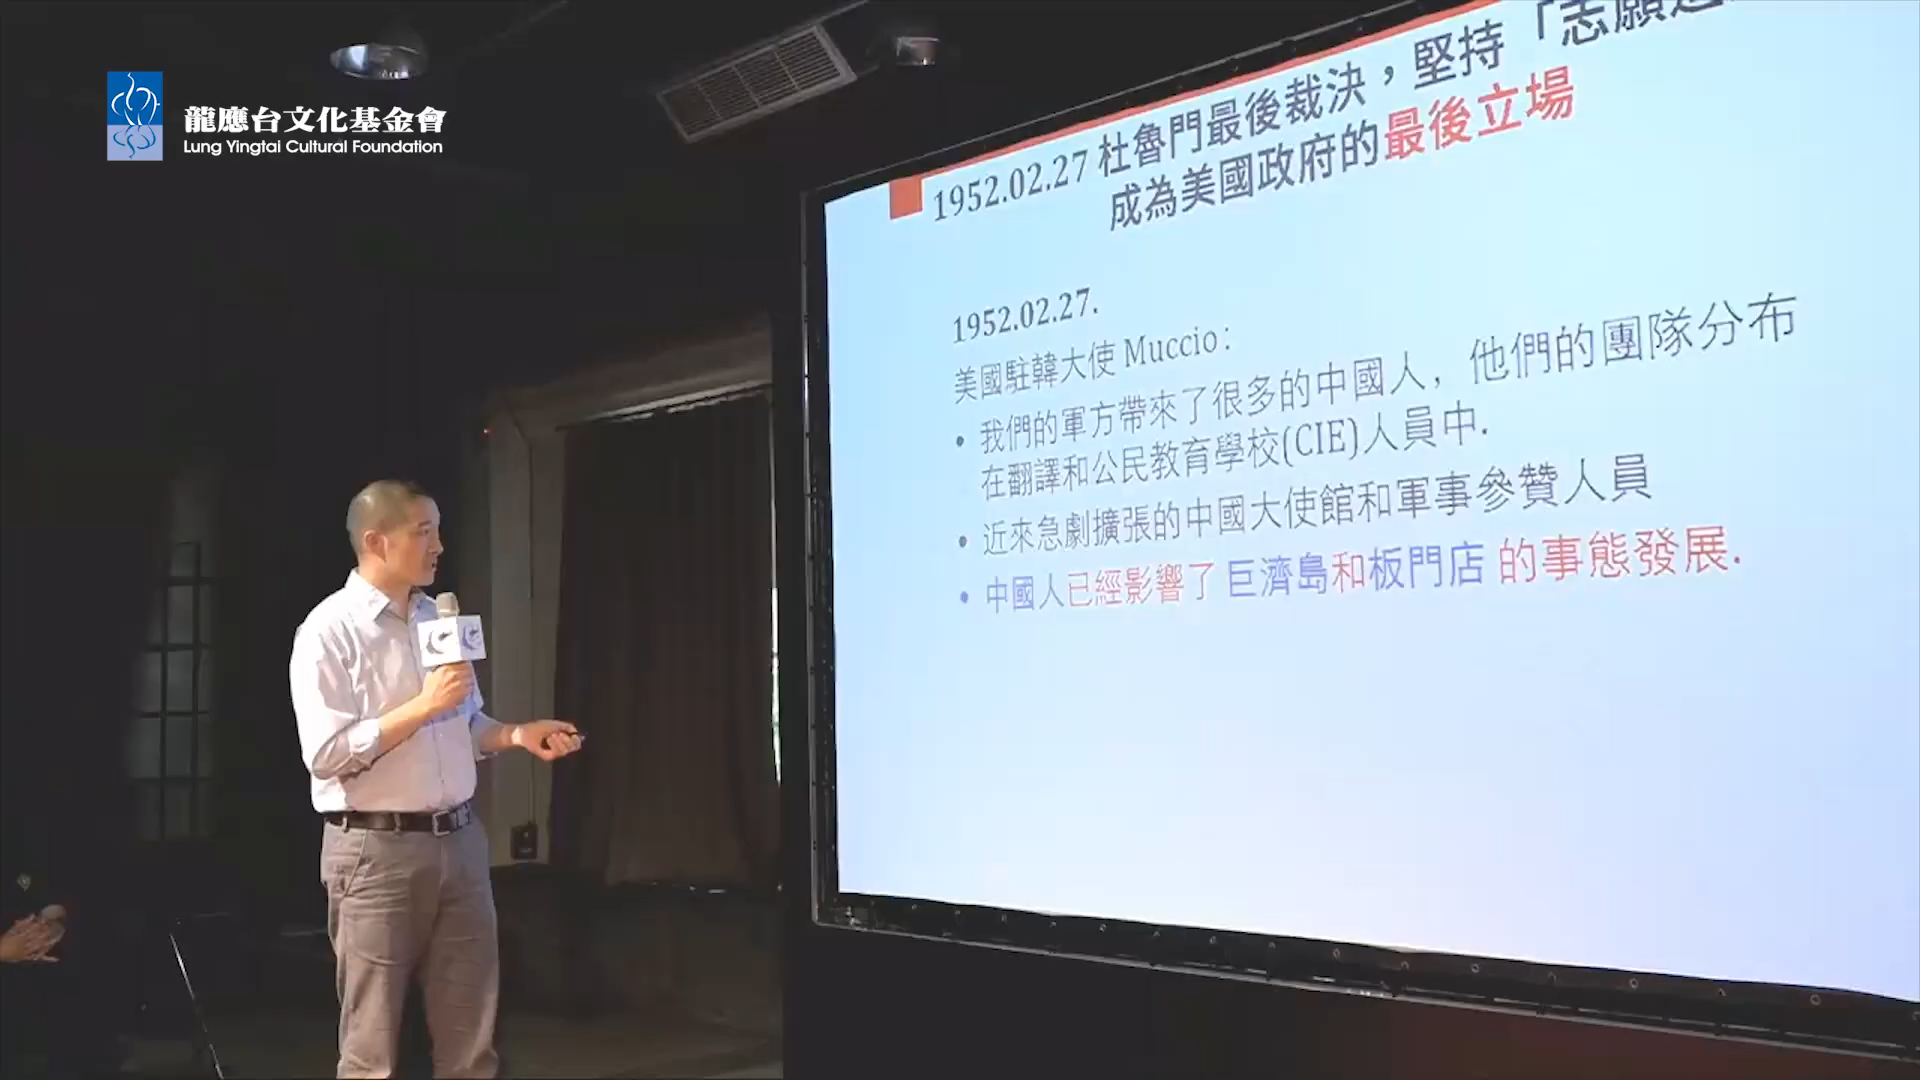 龍應台文化基金會
Lung Yingtai Cultural Foundation
1952.02.27 杜魯門最後裁決，堅持「志願遣
成為美國政府的最後立場
1952.02.27.
美國駐韓大使 Muccio：
• 我們的軍方帶來了很多的中國人，他們的團隊分布
在翻譯和公民教育學校(CIE)人員中.
• 近來急劇擴張的中國大使館和軍事參贊人員
• 中國人已經影響了 巨濟島和板門店 的事態發展.